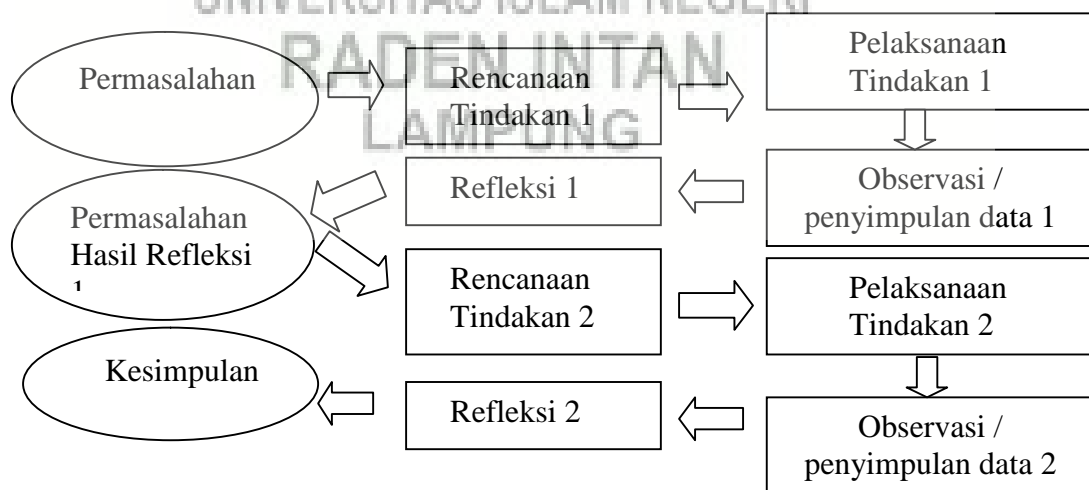 UNIVERSITAS ISLAM NEGERI
RADEN INTAN
LAMPUNG
Permasalahan
Rencanaan
Tindakan 1
Pelaksanaan
Tindakan 1
Observasi /
penyimpulan data 1
Refleksi 1
Permasalahan
Hasil Refleksi
1
Rencanaan
Tindakan 2
Pelaksanaan
Tindakan 2
Observasi /
penyimpulan data 2
Refleksi 2
Kesimpulan